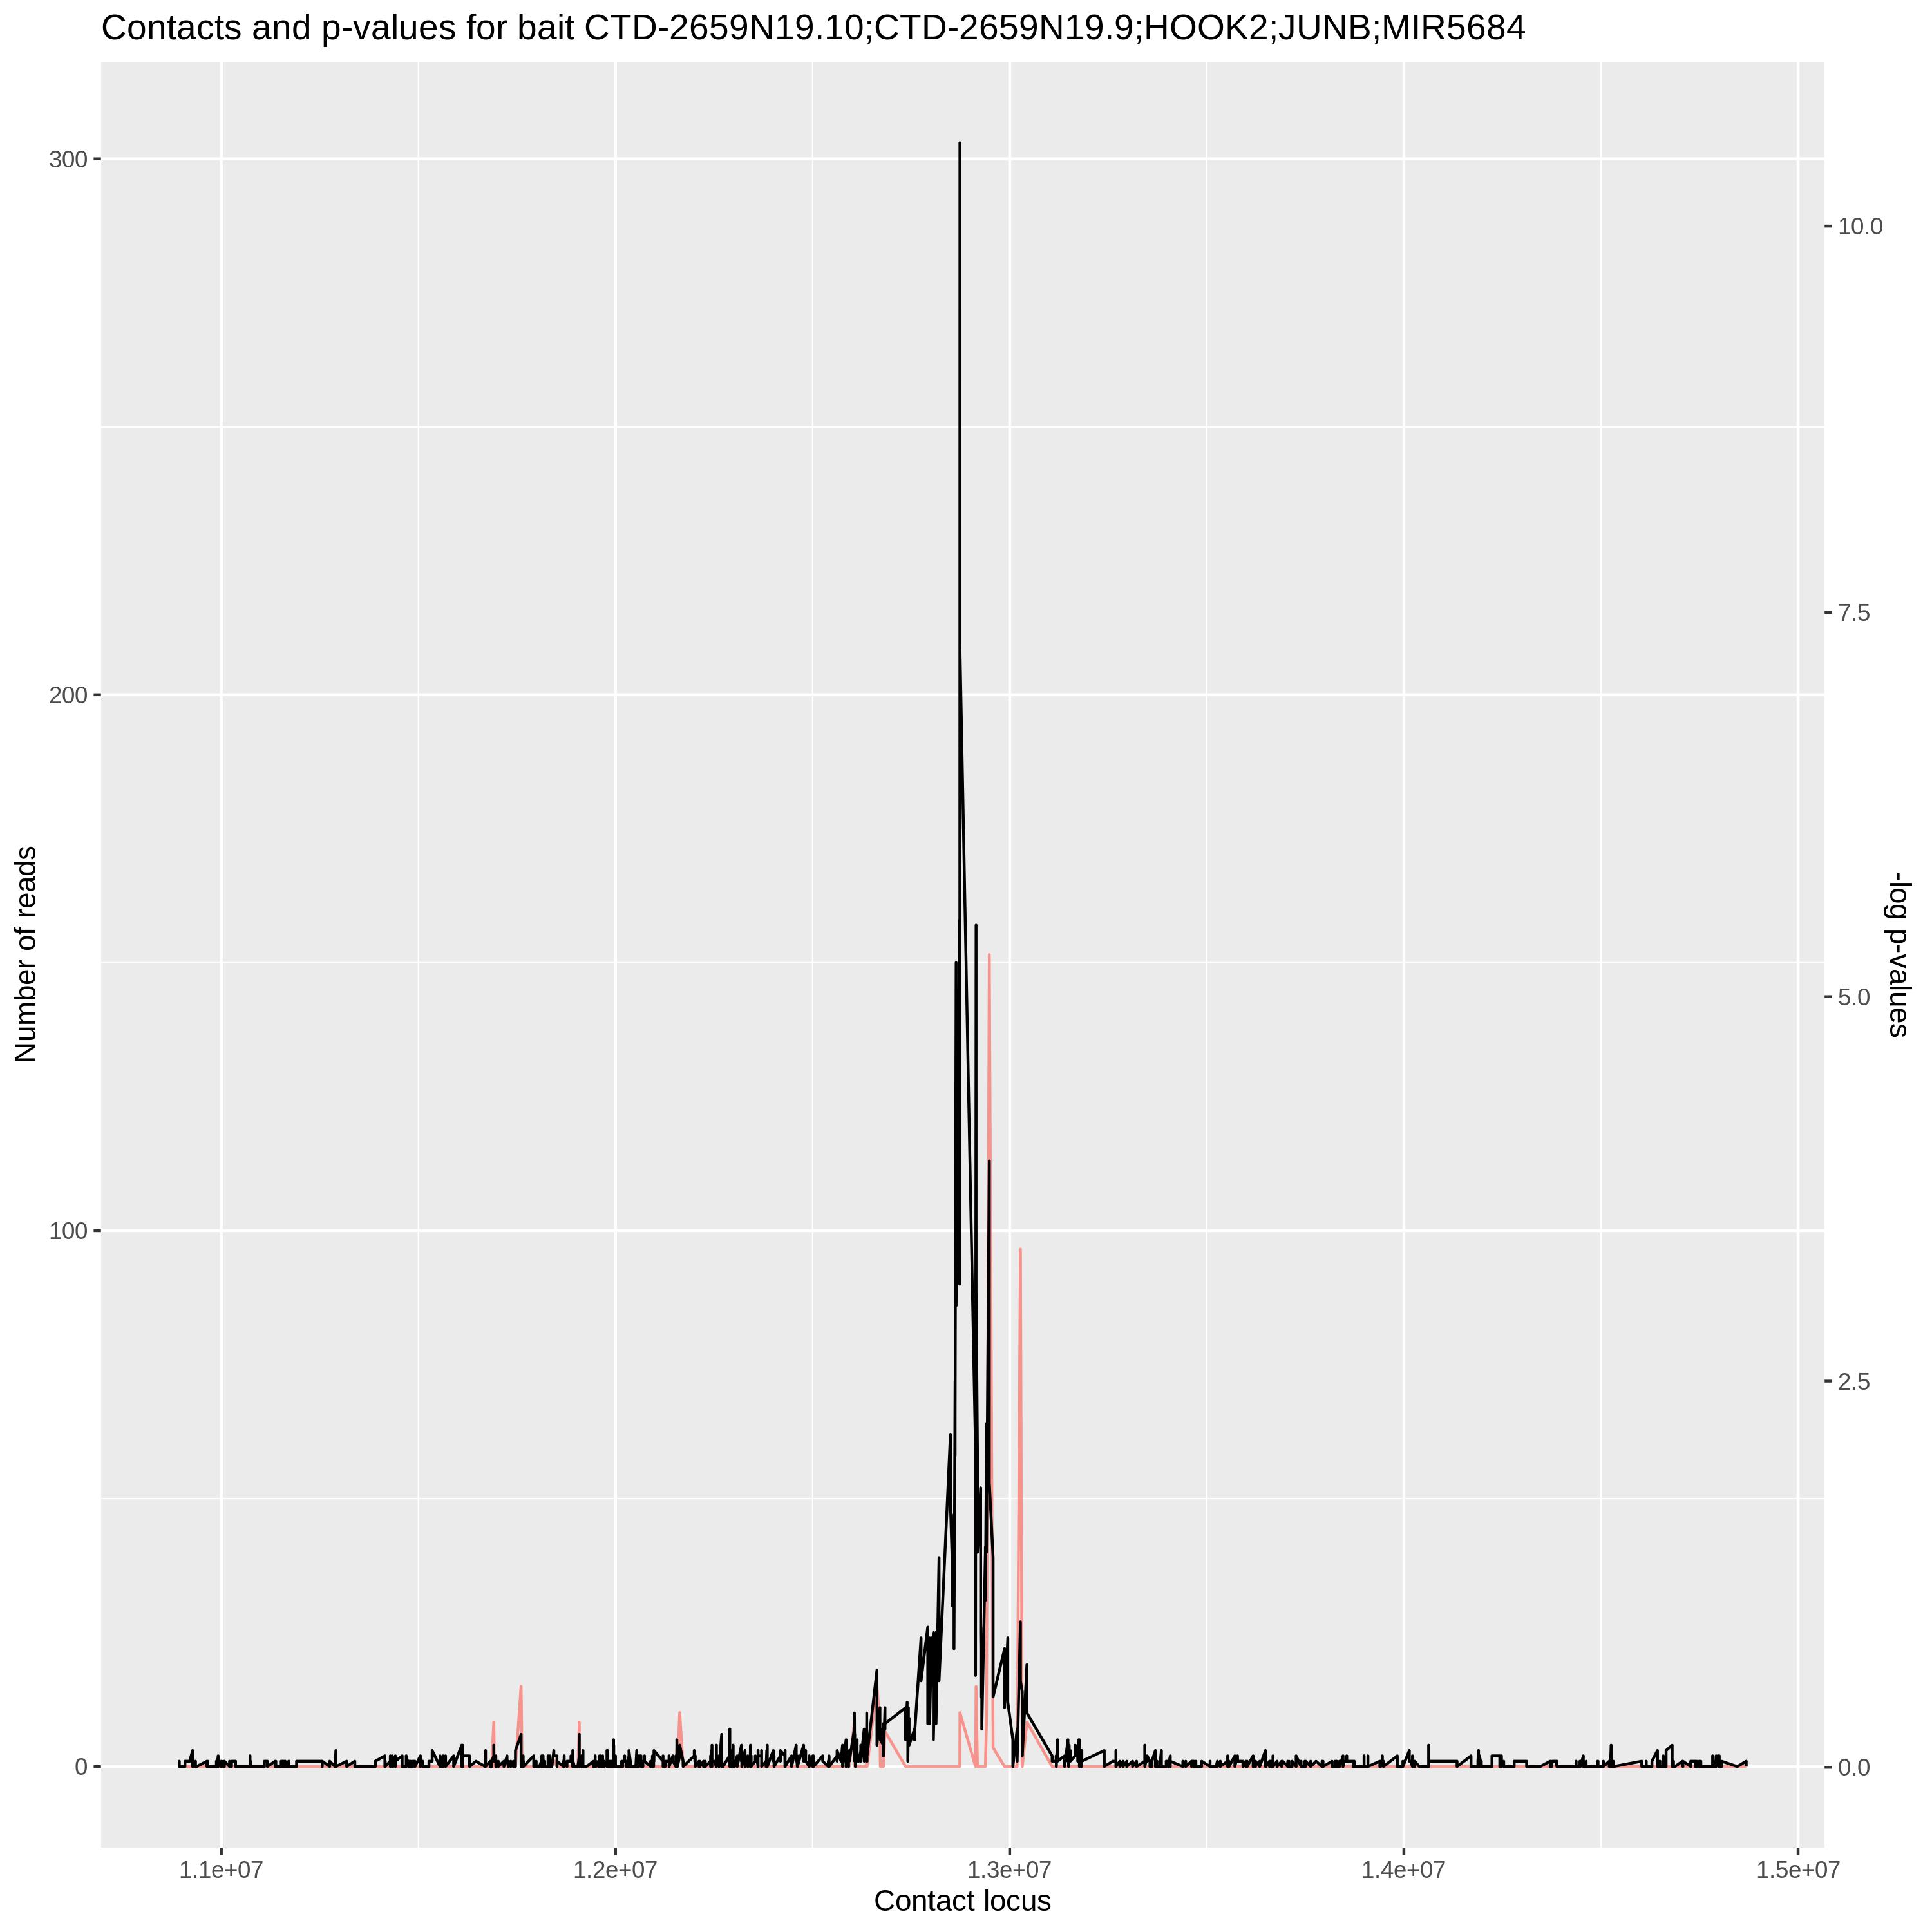 Contacts and p-values for bait CTD-2659N19.10;CTD-2659N19.9;HOOK2;JUNB;MIR5684
300
200
100
0
Number of reads
10.0
7.5
5.0
2.5
0.0
-log p-values
1.1e+07
1.2e+07
1.3e+07
1.4e+07
1.5e+07
Contact locus